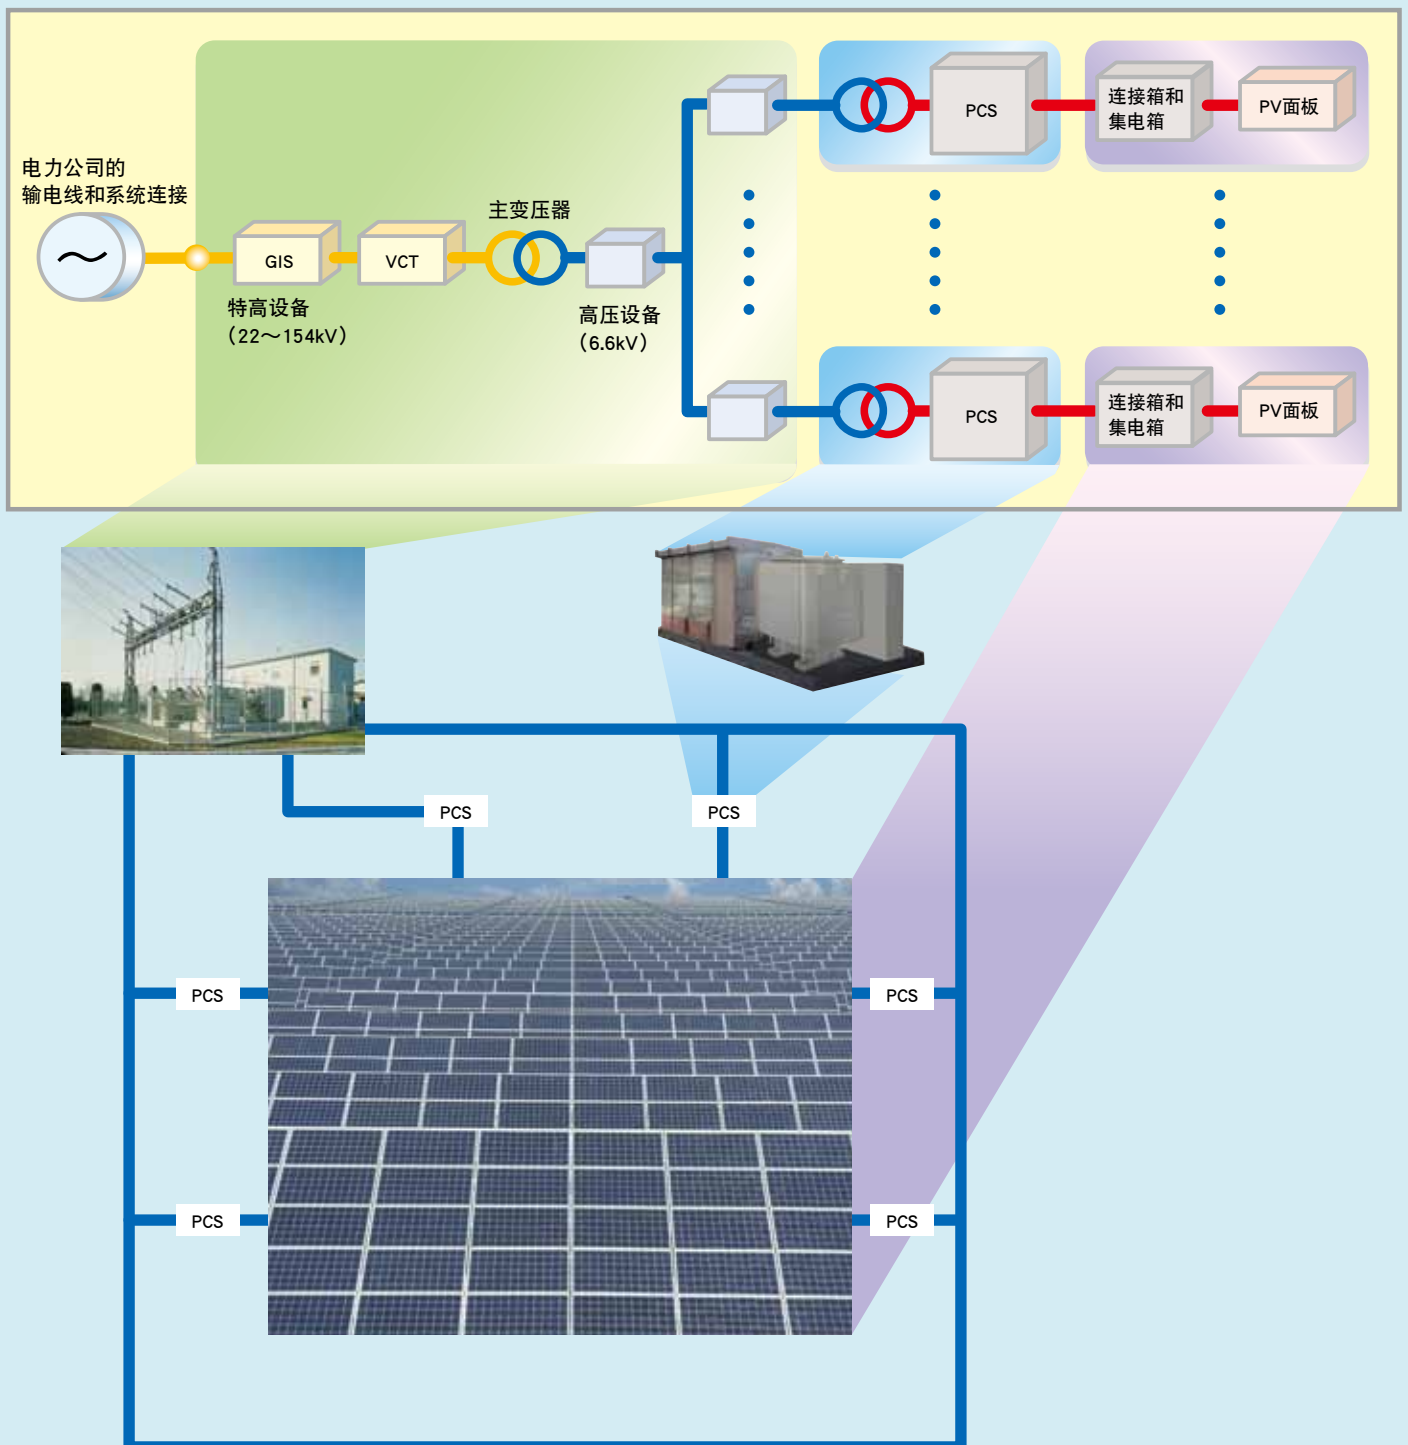 PCS
连接箱和
集电箱
PV面板
电力公司的
输电线和系统连接
主变压器
GIS
VCT
特高设备
（22～154kV）
高压设备
（6.6kV）
PCS
连接箱和
集电箱
PV面板
PCS
PCS
PCS
PCS
PCS
PCS